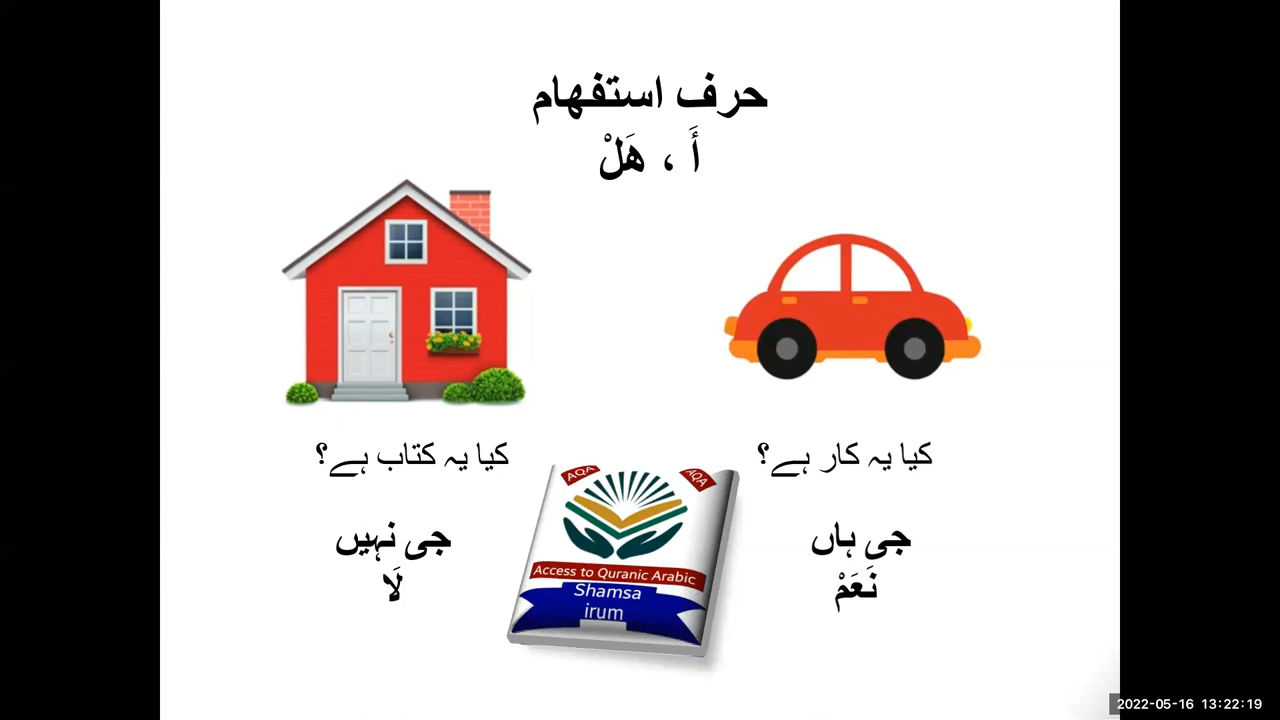 حرف استفهام
أَ ، هَلْ
کیا یہ کار ہے؟
جی ہاں
نَعَمْ
کیا یہ کتاب ہے؟
جی نہیں
لَا
AQA
AQA
Access to Quranic Arabic
Shamsa
irum
2022-05-16 13:22:19